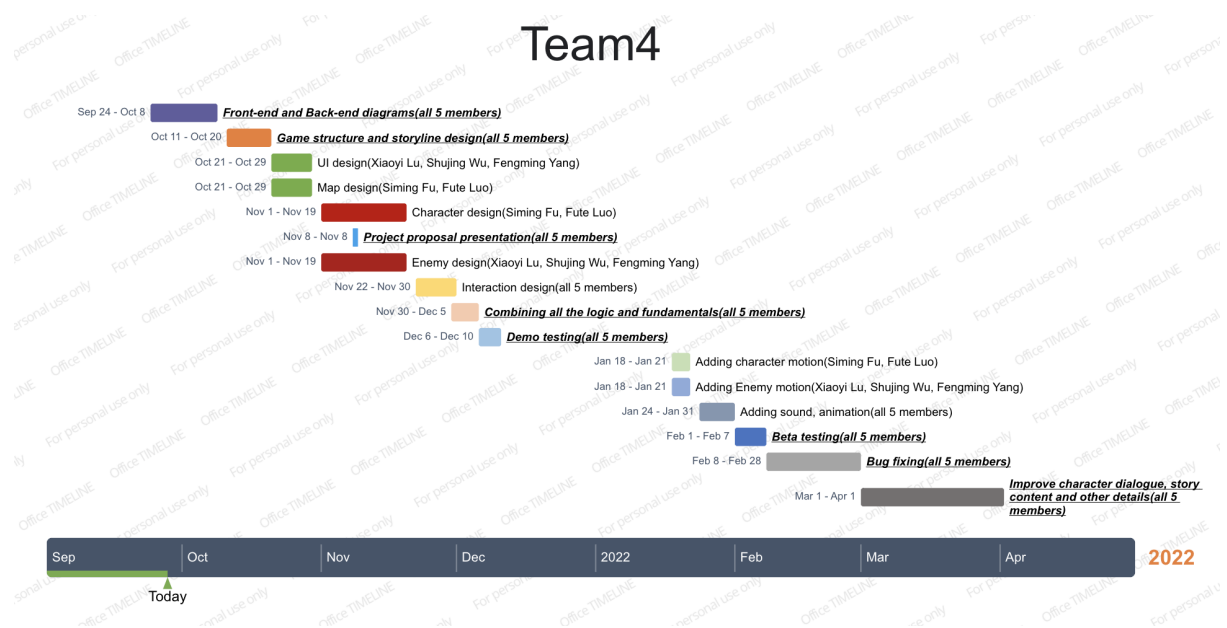 Team4
Sep 24 - Oct 8 Front-end and Back-end diagrams(all 5 members)
Oct 11 - Oct 20 Game structure and storyline design(all 5 members)
Oct 21 - Oct 29 UI design(Xiaoyi Lu, Shujing Wu, Fengming Yang)
Oct 21 - Oct 29 Map design(Siming Fu, Fute Luo)
Nov 1 - Nov 19 Character design(Siming Fu, Fute Luo)
Nov 8 - Nov 8 Project proposal presentation(all 5 members)
Nov 1 - Nov 19 Enemy design(Xiaoyi Lu, Shujing Wu, Fengming Yang)
Nov 22 - Nov 30 Interaction design(all 5 members)
Nov 30 - Dec 5 Combining all the logic and fundamentals(all 5 members)
Dec 6 - Dec 10 Demo testing(all 5 members)
Jan 18 - Jan 21 Adding character motion(Siming Fu, Fute Luo)
Jan 18 - Jan 21 Adding Enemy motion(Xiaoyi Lu, Shujing Wu, Fengming Yang)
Jan 24 - Jan 31 Adding sound, animation(all 5 members)
Feb 1 - Feb 7 Beta testing(all 5 members)
Feb 8 - Feb 28 Bug fixing(all 5 members)
Mar 1 - Apr 1 Improve character dialogue, story
content and other details(all 5
members)
Sep Oct Nov Dec 2022 Feb Mar Apr 2022
Today
Office TIMELINE
For personal use only